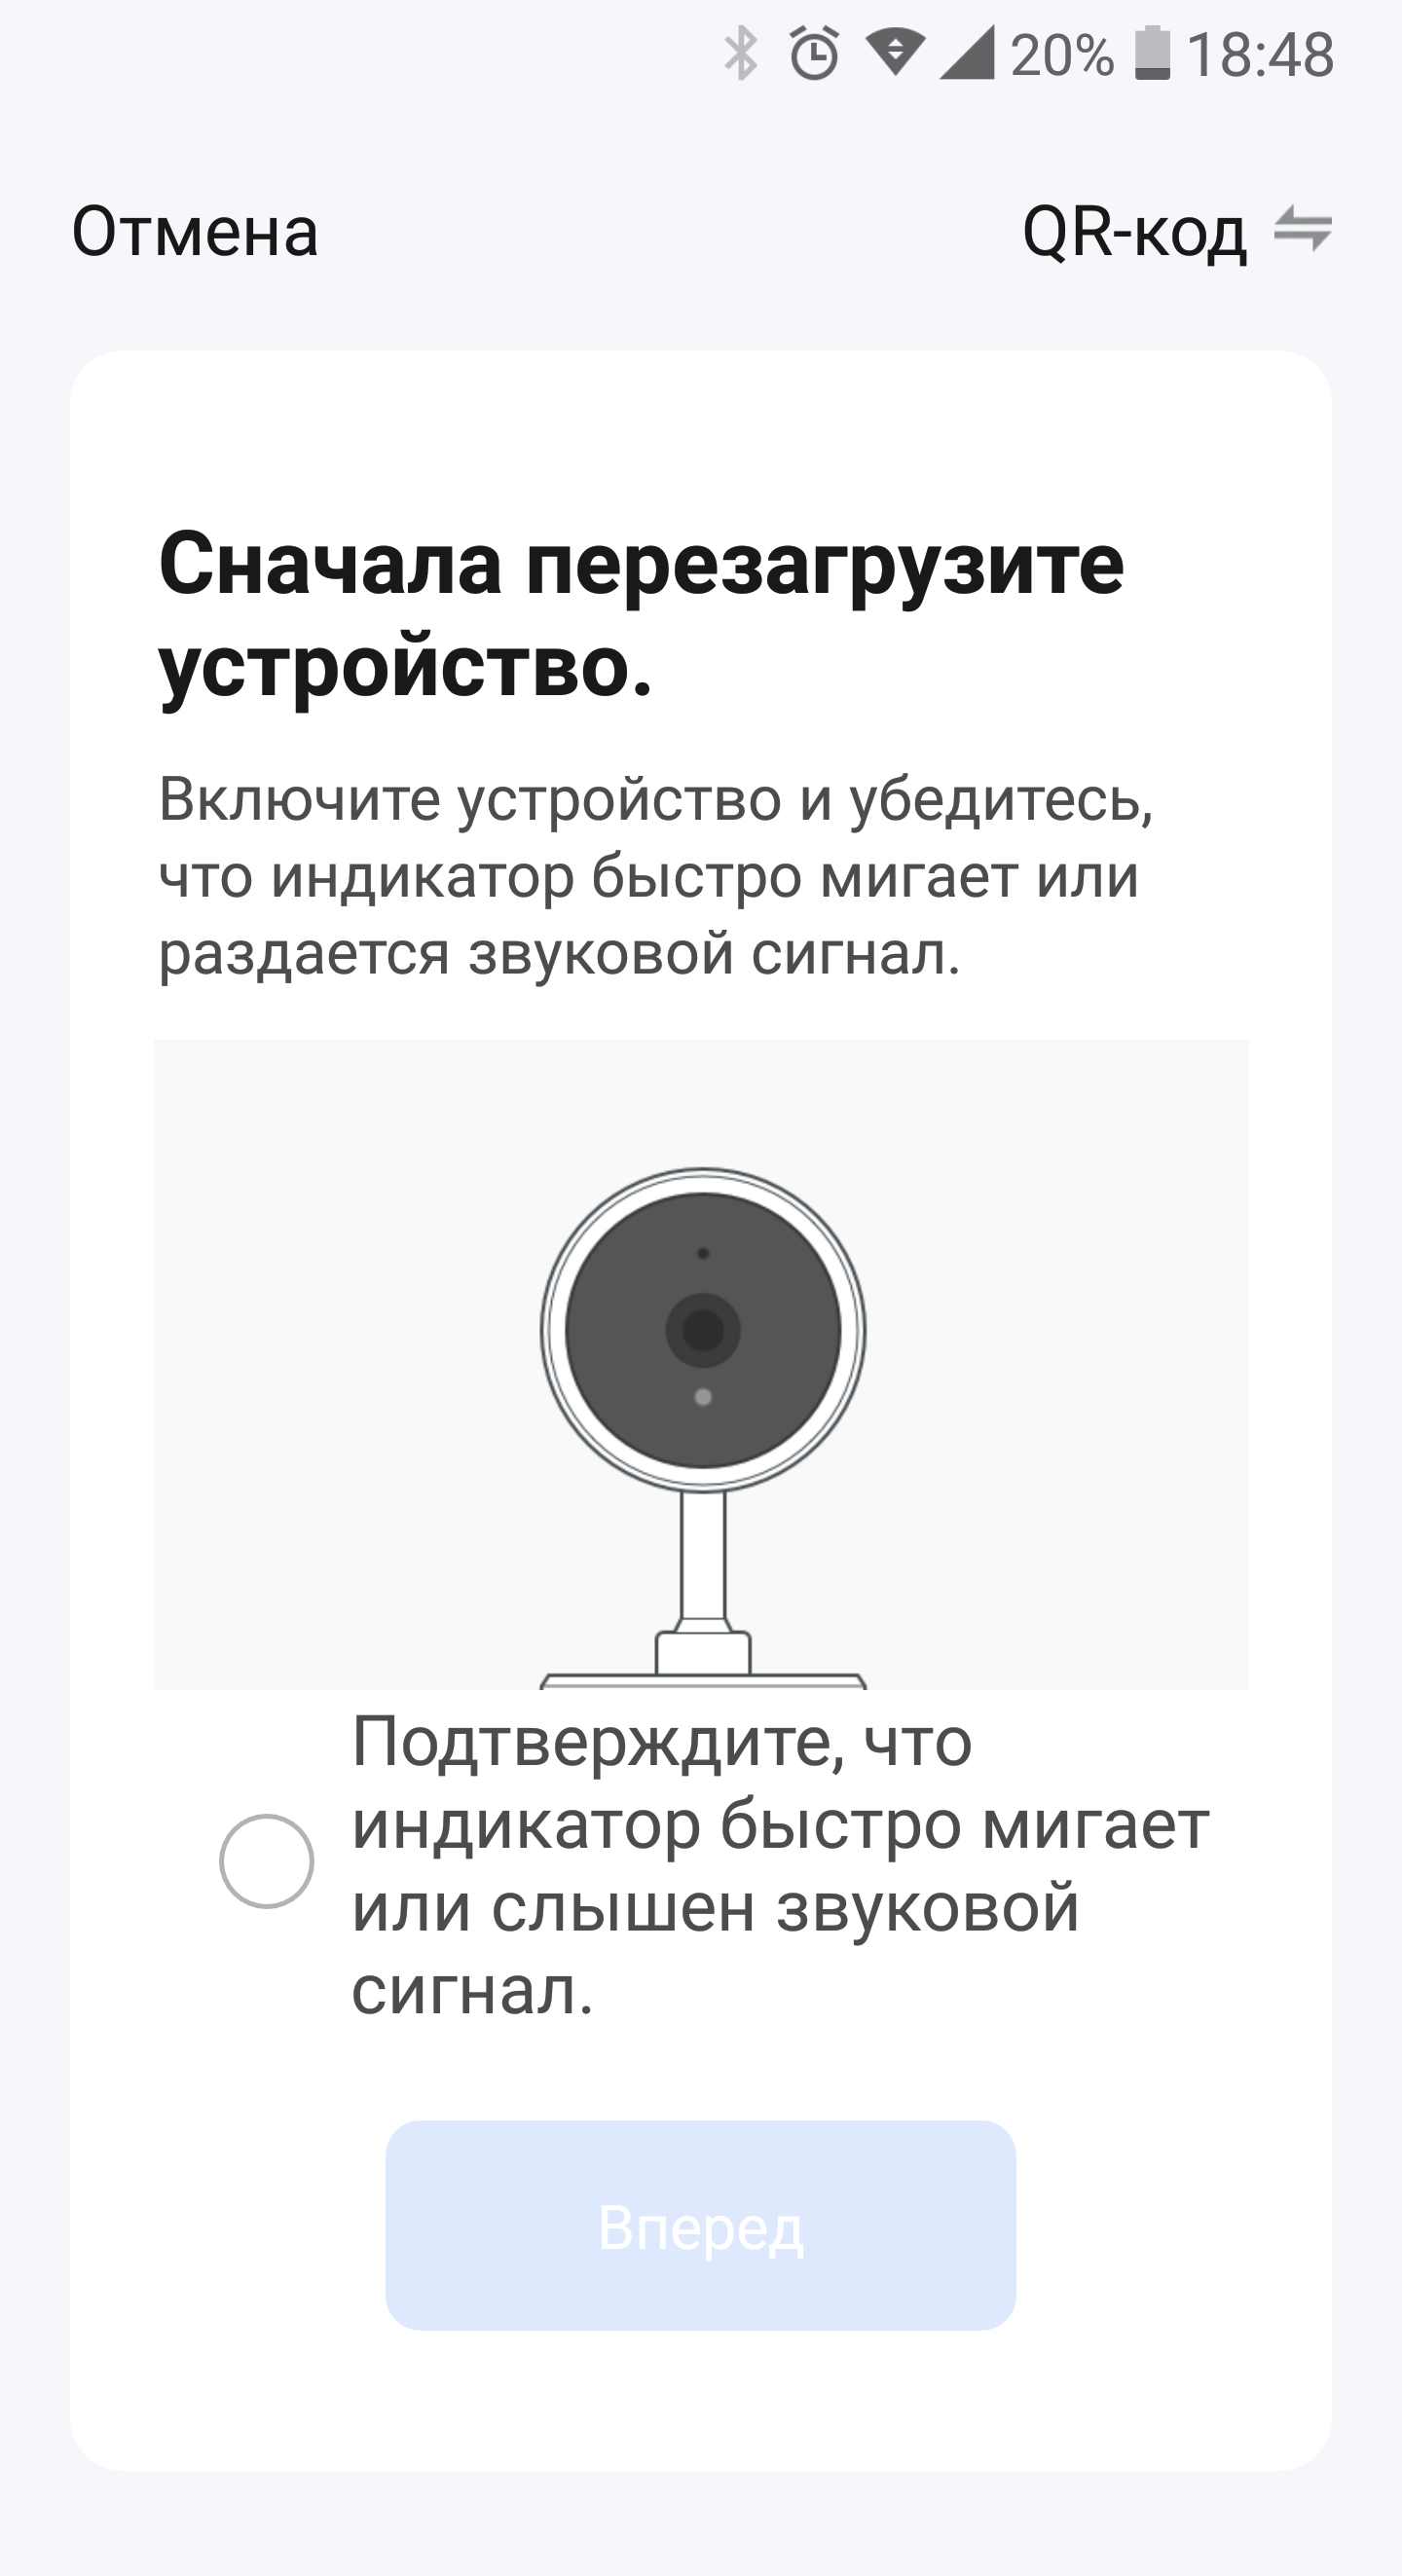 20% 18:48
Отмена QR-код
Сначала перезагрузите
устройство.
Включите устройство и убедитесь,
что индикатор быстро мигает или
раздается звуковой сигнал.
Подтвердите, что
индикатор быстро мигает
или слышен звуковой
сигнал.
Вперед